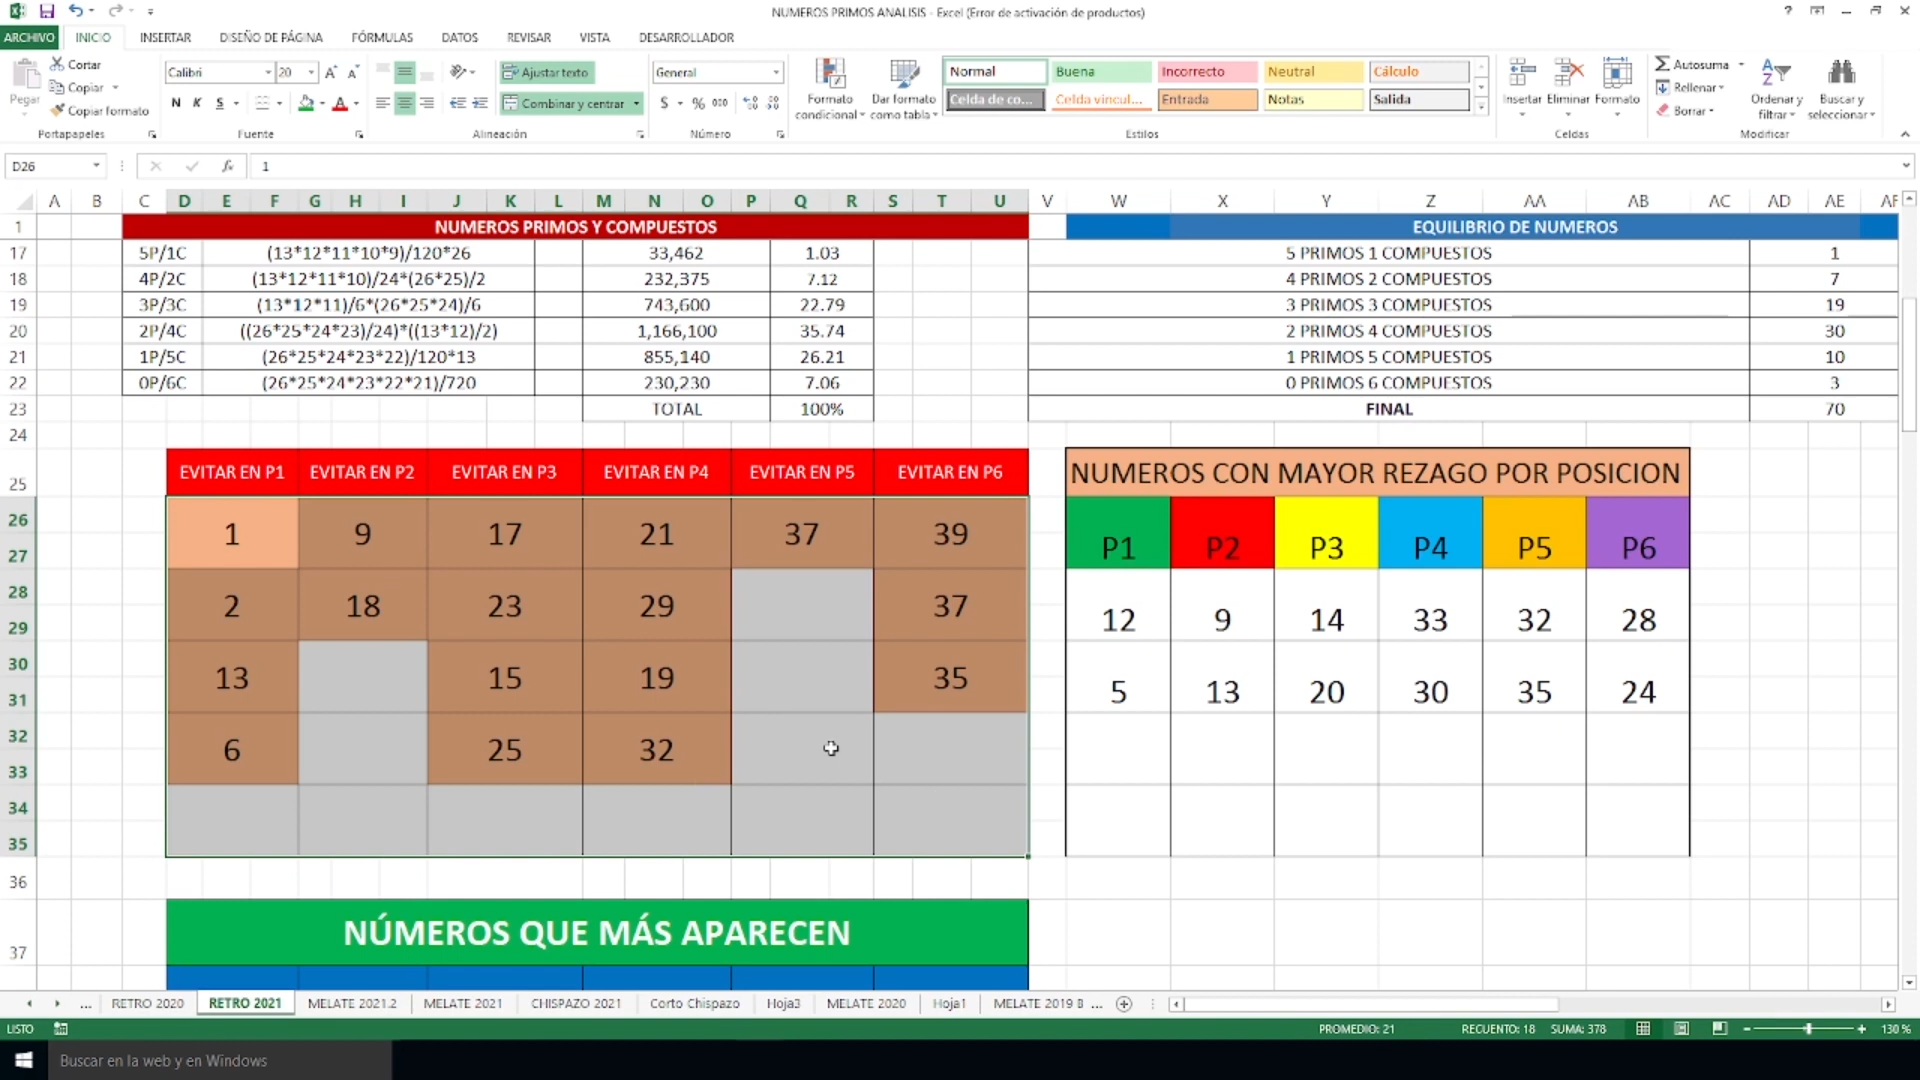 NUMEROS PRIMOS ANALISIS - Excel (Error de activación de productos)
ARCHIVO INICIO INSERTAR DISEÑO DE PÁGINA FÓRMULAS DATOS REVISAR VISTA DESARROLLADOR
Pegar
Cortar
Copiar
Copiar formato
Portapapeles
Calibri 20
N K S
Fuente
Ajustar texto
Combinar y centrar
Alineación
General
$ % 000
Número
Formato condicional
Dar formato como tabla
Normal Buena Incorrecto Neutral Cálculo
Celda de co... Celda vincul... Entrada Notas Salida
Estilos
Insertar Eliminar Formato
Celdas
Autosuma
Rellenar
Borrar
Ordenar y filtrar
Buscar y seleccionar
Modificar
D26 fx 1
A B C D E F G H I J K L M N O P Q R S T U V W X Y Z AA AB AC AD AE AF
1 NUMEROS PRIMOS Y COMPUESTOS EQUILIBRIO DE NUMEROS
17 5P/1C (13*12*11*10*9)/120*26 33,462 1.03 5 PRIMOS 1 COMPUESTOS 1
18 4P/2C (13*12*11*10)/24*(26*25)/2 232,375 7.12 4 PRIMOS 2 COMPUESTOS 7
19 3P/3C (13*12*11)/6*(26*25*24)/6 743,600 22.79 3 PRIMOS 3 COMPUESTOS 19
20 2P/4C ((26*25*24*23)/24)*((13*12)/2) 1,166,100 35.74 2 PRIMOS 4 COMPUESTOS 30
21 1P/5C (26*25*24*23*22)/120*13 855,140 26.21 1 PRIMOS 5 COMPUESTOS 10
22 0P/6C (26*25*24*23*22*21)/720 230,230 7.06 0 PRIMOS 6 COMPUESTOS 3
23 TOTAL 100% FINAL 70
24
25 EVITAR EN P1 EVITAR EN P2 EVITAR EN P3 EVITAR EN P4 EVITAR EN P5 EVITAR EN P6 NUMEROS CON MAYOR REZAGO POR POSICION
26
1 9 17 21 37 39 P1 P2 P3 P4 P5 P6
27
28
2 18 23 29 37 12 9 14 33 32 28
29
30
13 15 19 35 5 13 20 30 35 24
31
32
6 25 32
33
34
35
36
37 NÚMEROS QUE MÁS APARECEN
... RETRO 2020 RETRO 2021 MELATE 2021.2 MELATE 2021 CHISPAZO 2021 Corto Chispazo Hoja3 MELATE 2020 Hoja1 MELATE 2019 B ...
LISTO PROMEDIO: 21 RECUENTO: 18 SUMA: 378 130 %
Buscar en la web y en Windows